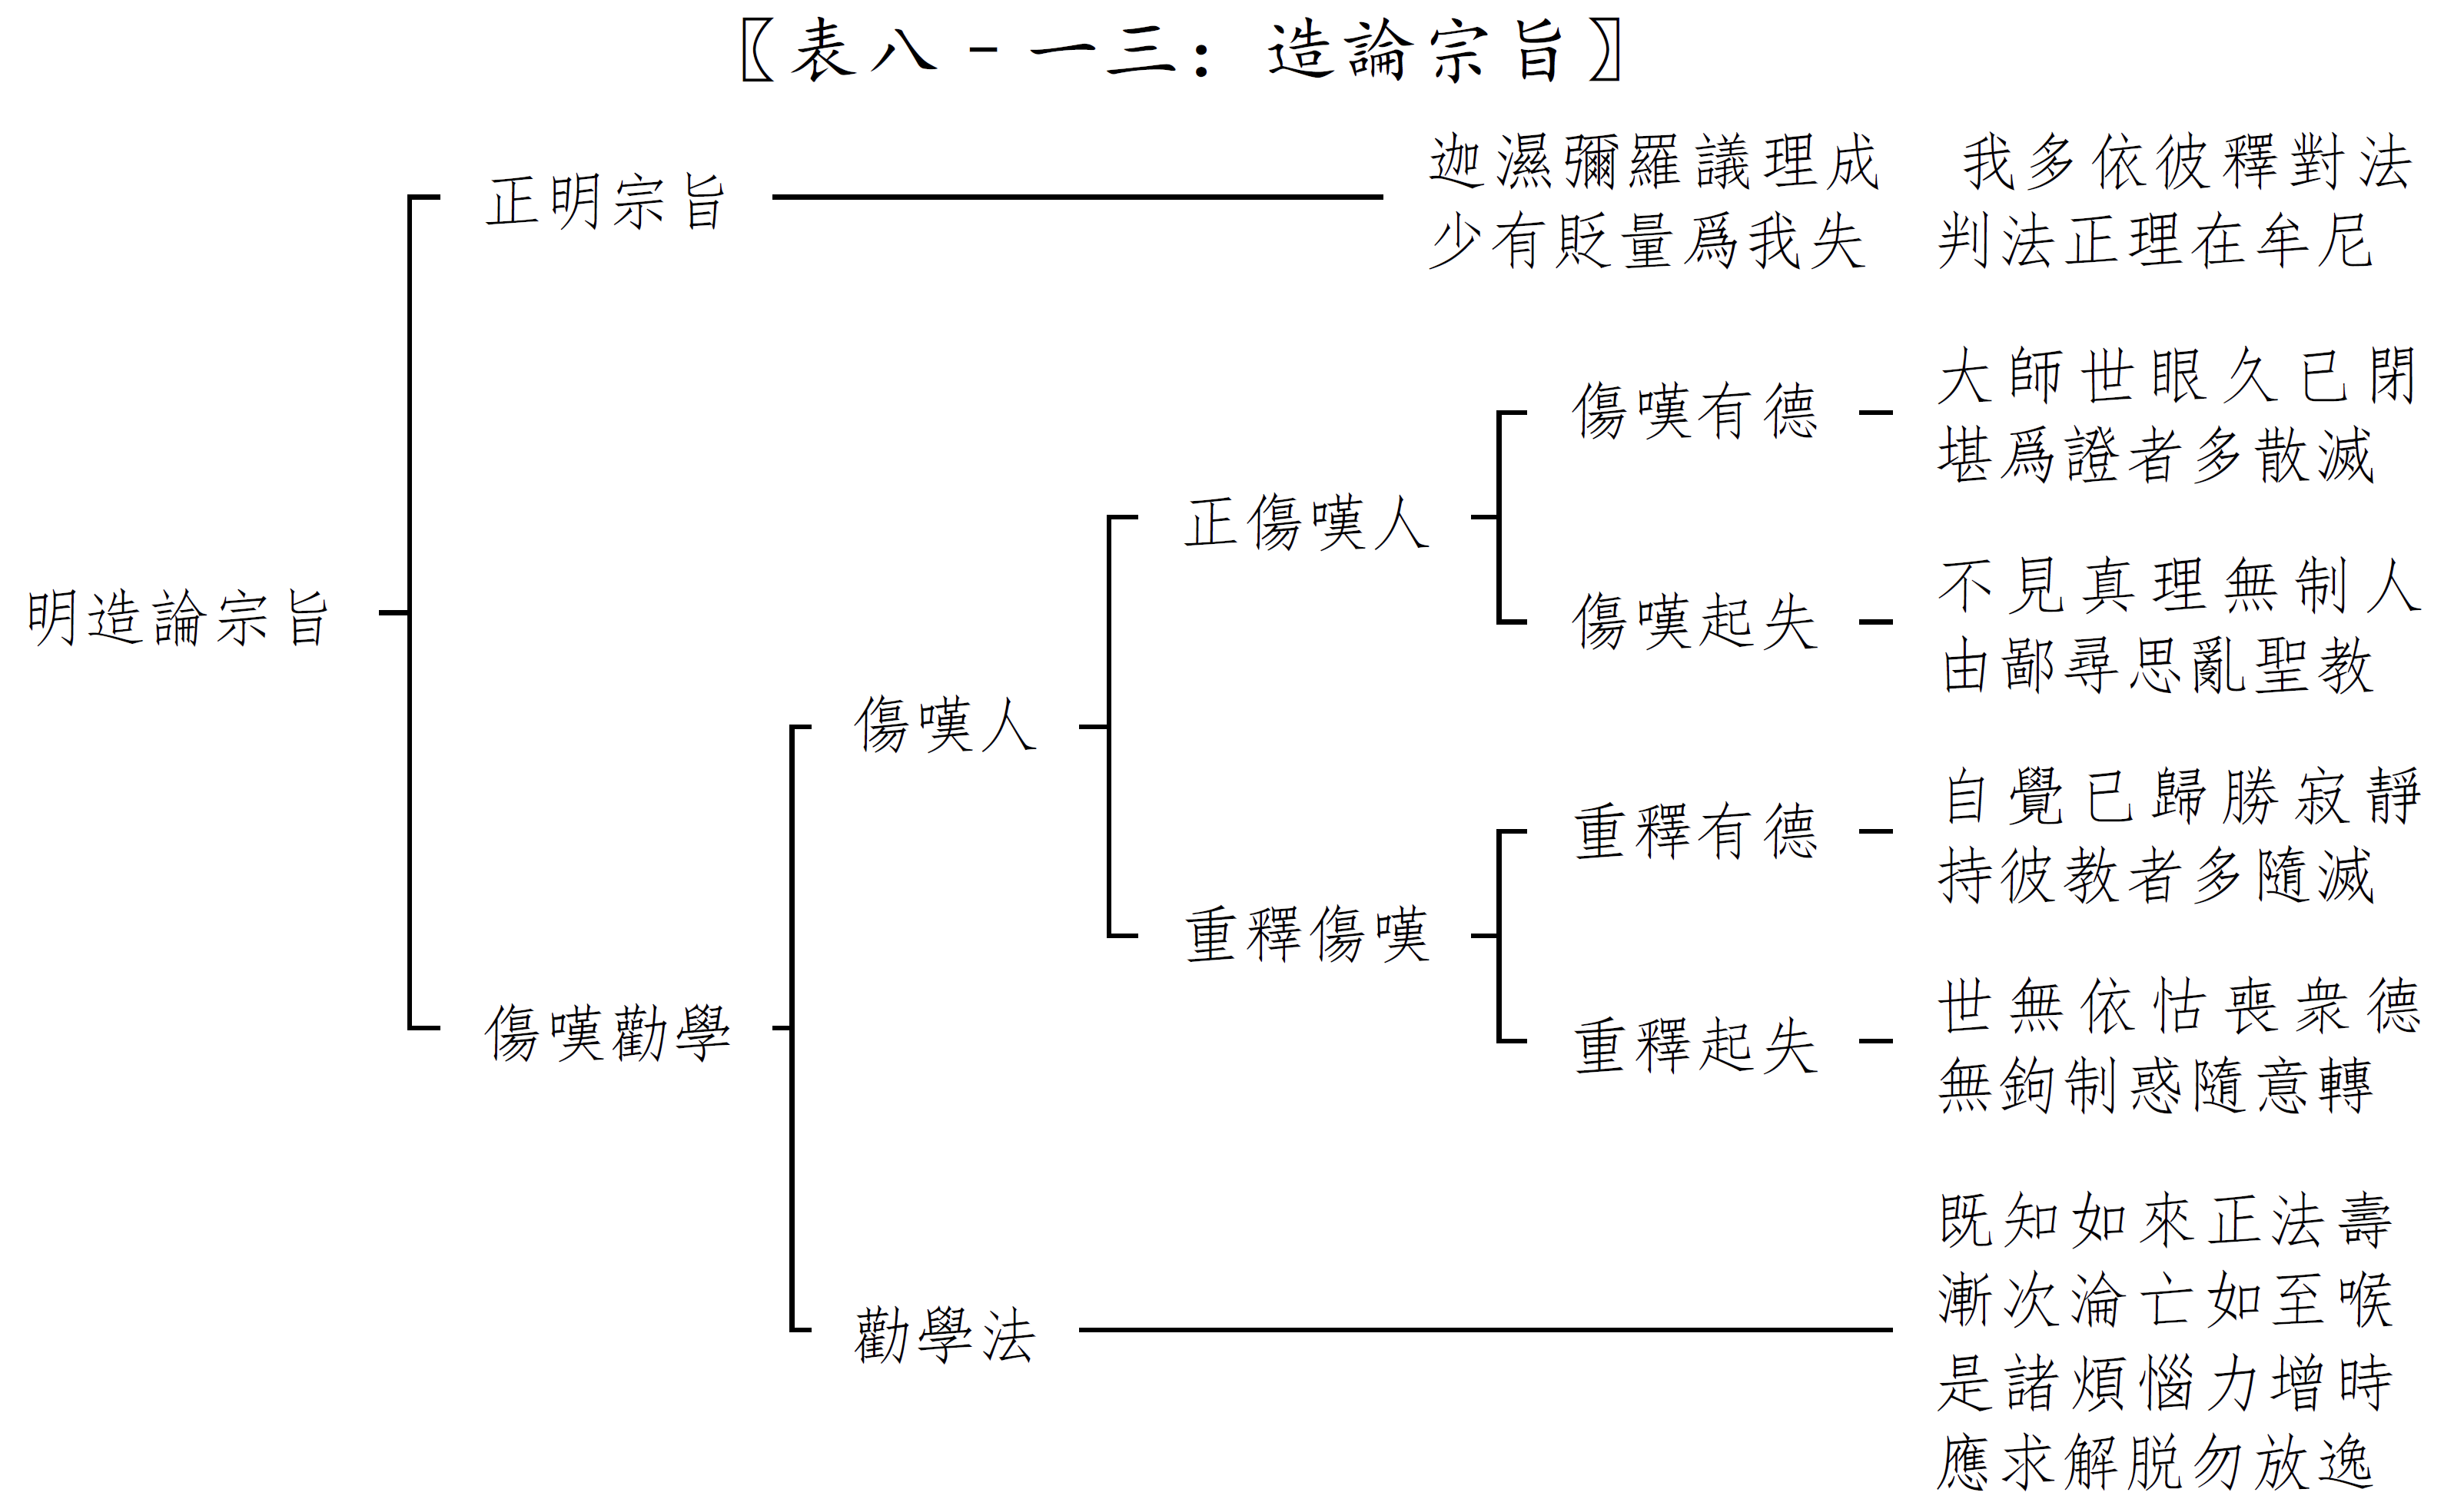 〖表八-一三：造論宗旨〗
明造論宗旨
正明宗旨
迦濕彌羅議理成 我多依彼釋對法
少有貶量爲我失 判法正理在牟尼
傷嘆勸學
傷嘆人
正傷嘆人
傷嘆有德
大師世眼久已閉
堪爲證者多散滅
傷嘆起失
不見真理無制人
由鄙尋思亂聖教
重釋傷嘆
重釋有德
自覺已歸勝寂靜
持彼教者多隨滅
重釋起失
世無依怙喪衆德
無鉤制惑隨意轉
勸學法
既知如來正法壽
漸次淪亡如至喉
是諸煩惱力增時
應求解脱勿放逸